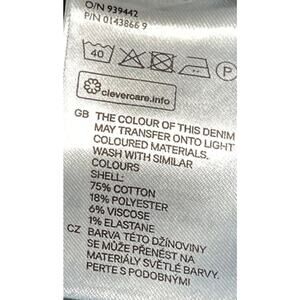 O/N 939442
P/N 0143866 9
40
P
clevercare.info
GB THE COLOUR OF THIS DENIM
MAY TRANSFER ONTO LIGHT
COLOURED MATERIALS.
WASH WITH SIMILAR
COLOURS
SHELL:
75% COTTON
18% POLYESTER
6% VISCOSE
1% ELASTANE
CZ BARVA TÉTO DŽÍNOVINY
SE MŮŽE PŘENÉST NA
MATERIÁLY SVĚTLÉ BARVY.
PERTE S PODOBNÝMI